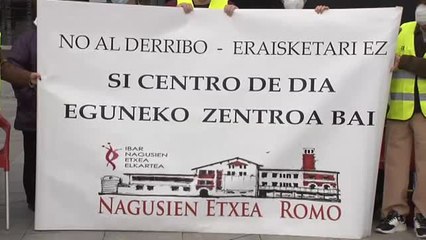 NO AL DERRIBO - ERAISKETARI EZ
SI CENTRO DE DIA
EGUNEKO ZENTROA BAI
IBAR
NAGUSIEN
ETXEA
ELKARTEA
NAGUSIEN ETXEA ROMO